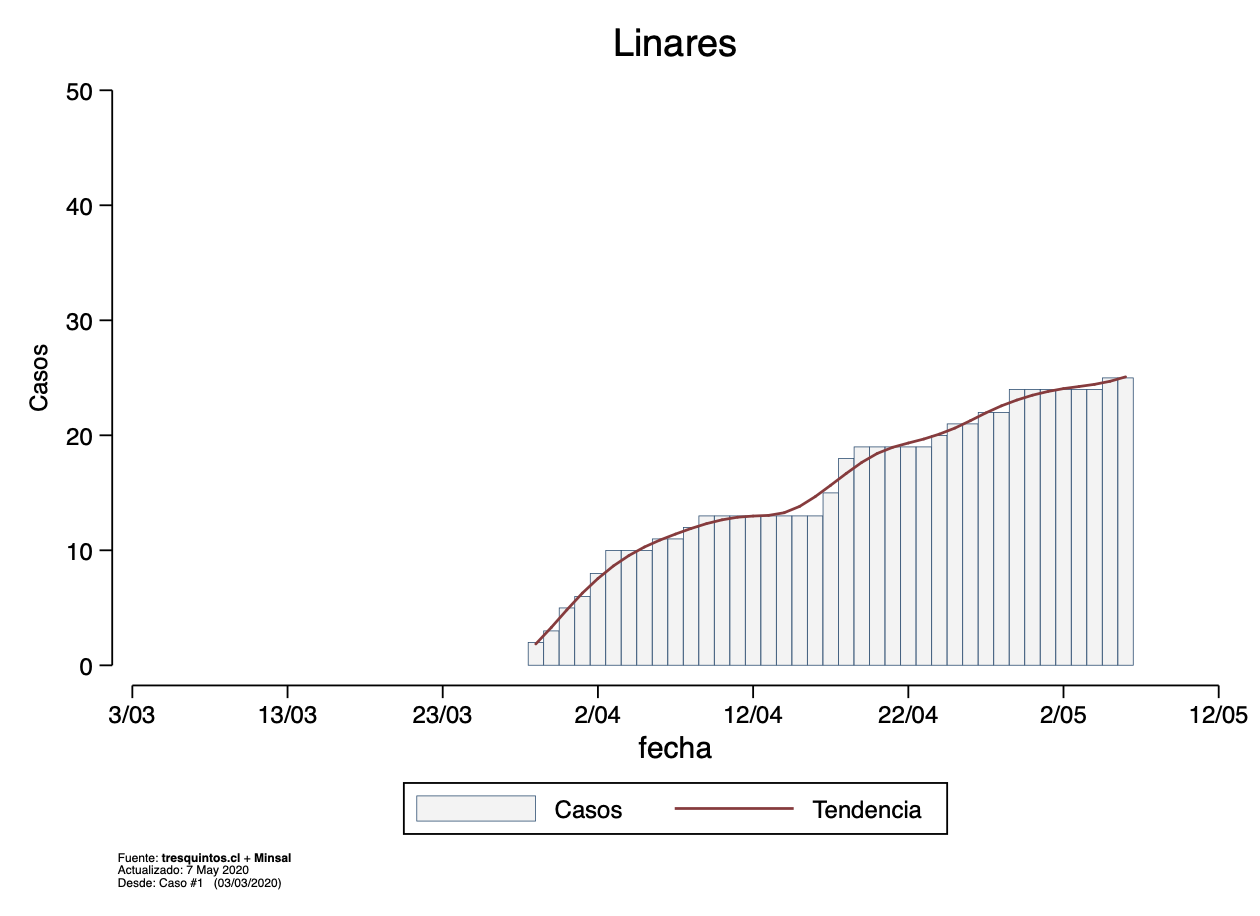 Linares
50
40
30
20
10
0
Casos
3/03 13/03 23/03 2/04 12/04 22/04 2/05 12/05
fecha
Casos Tendencia
Fuente: tresquintos.cl + Minsal
Actualizado: 7 May 2020
Desde: Caso #1 (03/03/2020)